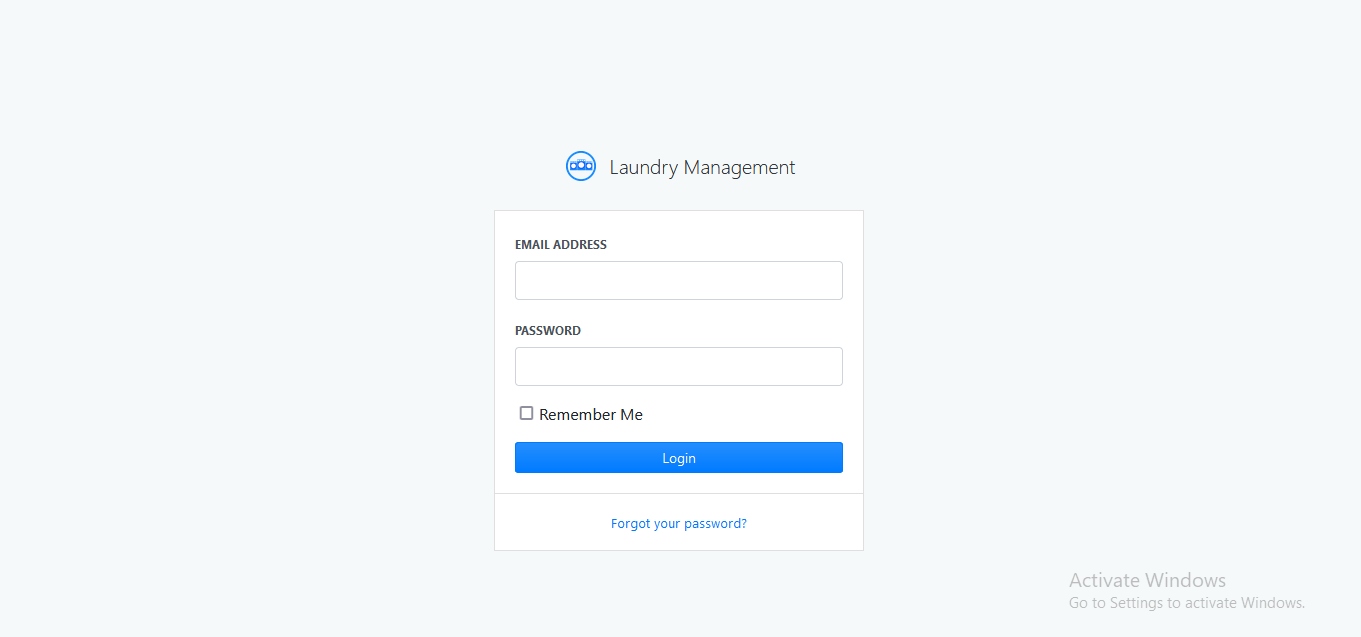 Laundry Management
EMAIL ADDRESS
PASSWORD
Remember Me
Login
Forgot your password?
Activate Windows
Go to Settings to activate Windows.